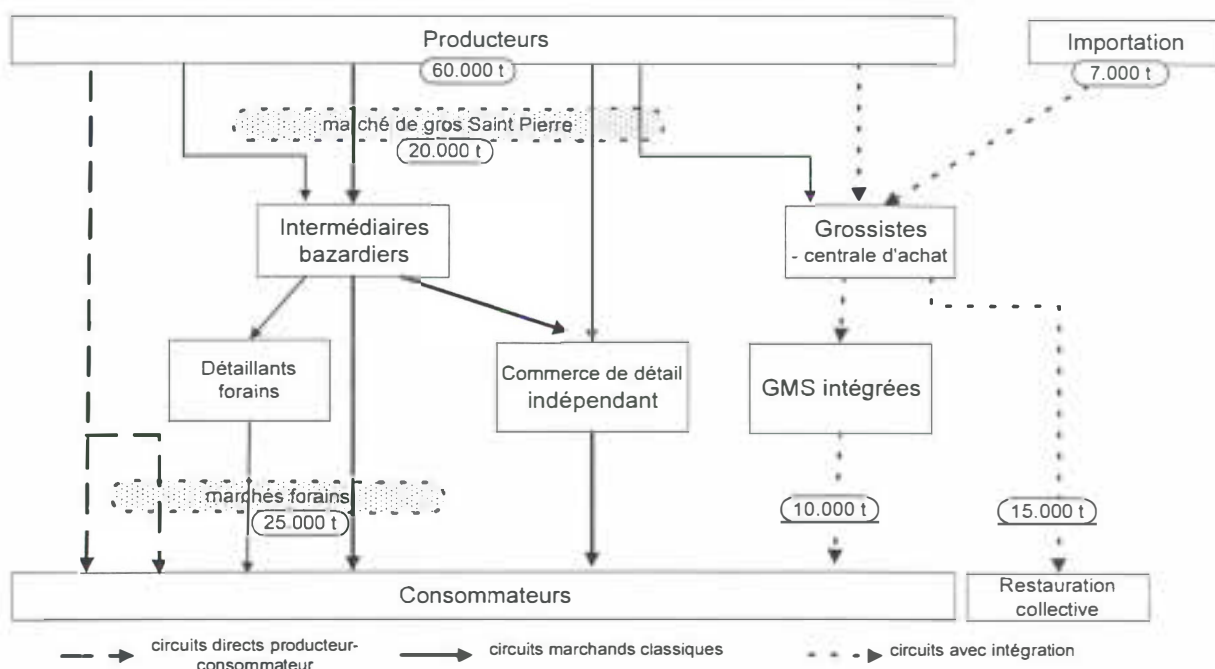 Producteurs
60.000 t
Importation
7.000 t
marché de gros Saint Pierre
20.000 t
Intermédiaires
bazardiers
Grossistes
- centrale d'achat
Détaillants
forains
Commerce de détail
indépendant
GMS intégrées
marchés forains
25.000 t
10.000 t
15.000 t
Consommateurs
Restauration
collective
circuits directs producteur-
consommateur
circuits marchands classiques
circuits avec intégration